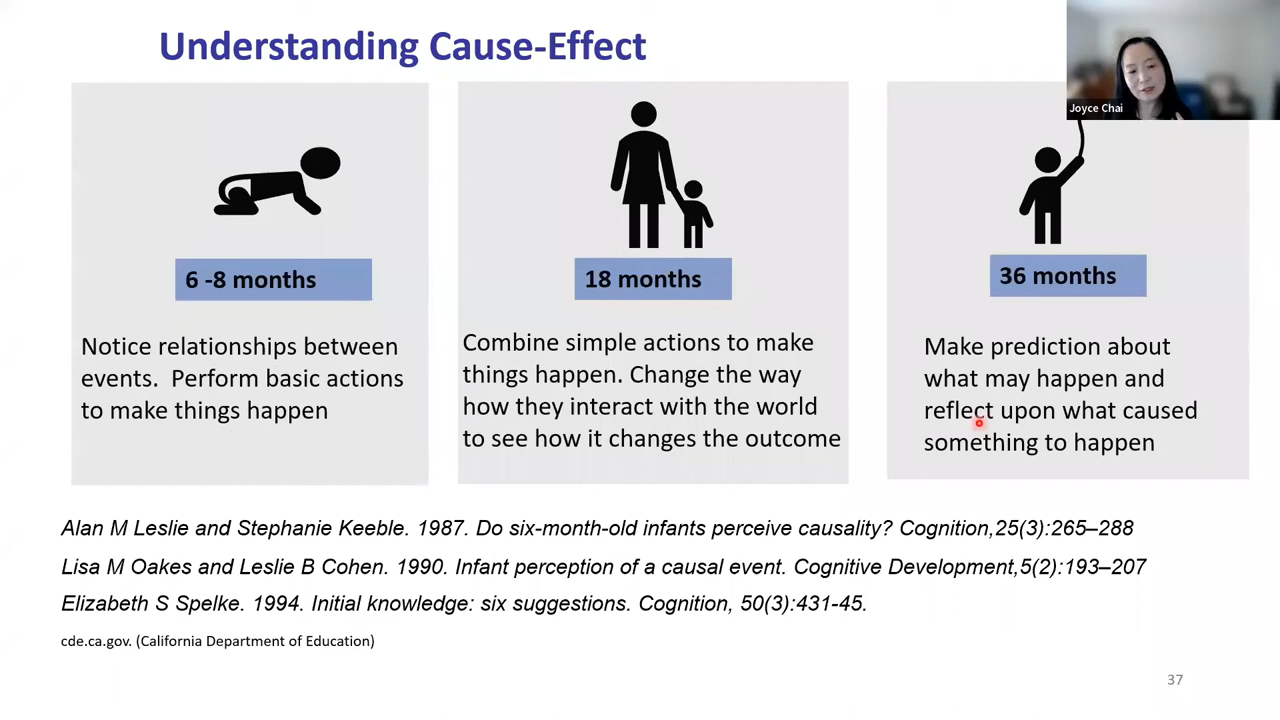 Understanding Cause-Effect
Joyce Chai
6 -8 months
Notice relationships between
events.  Perform basic actions
to make things happen
18 months
Combine simple actions to make
things happen. Change the way
how they interact with the world
to see how it changes the outcome
36 months
Make prediction about
what may happen and
reflect upon what caused
something to happen
Alan M Leslie and Stephanie Keeble. 1987. Do six-month-old infants perceive causality? Cognition,25(3):265–288
Lisa M Oakes and Leslie B Cohen. 1990. Infant perception of a causal event. Cognitive Development,5(2):193–207
Elizabeth S Spelke. 1994. Initial knowledge: six suggestions. Cognition, 50(3):431-45.
cde.ca.gov. (California Department of Education)
37